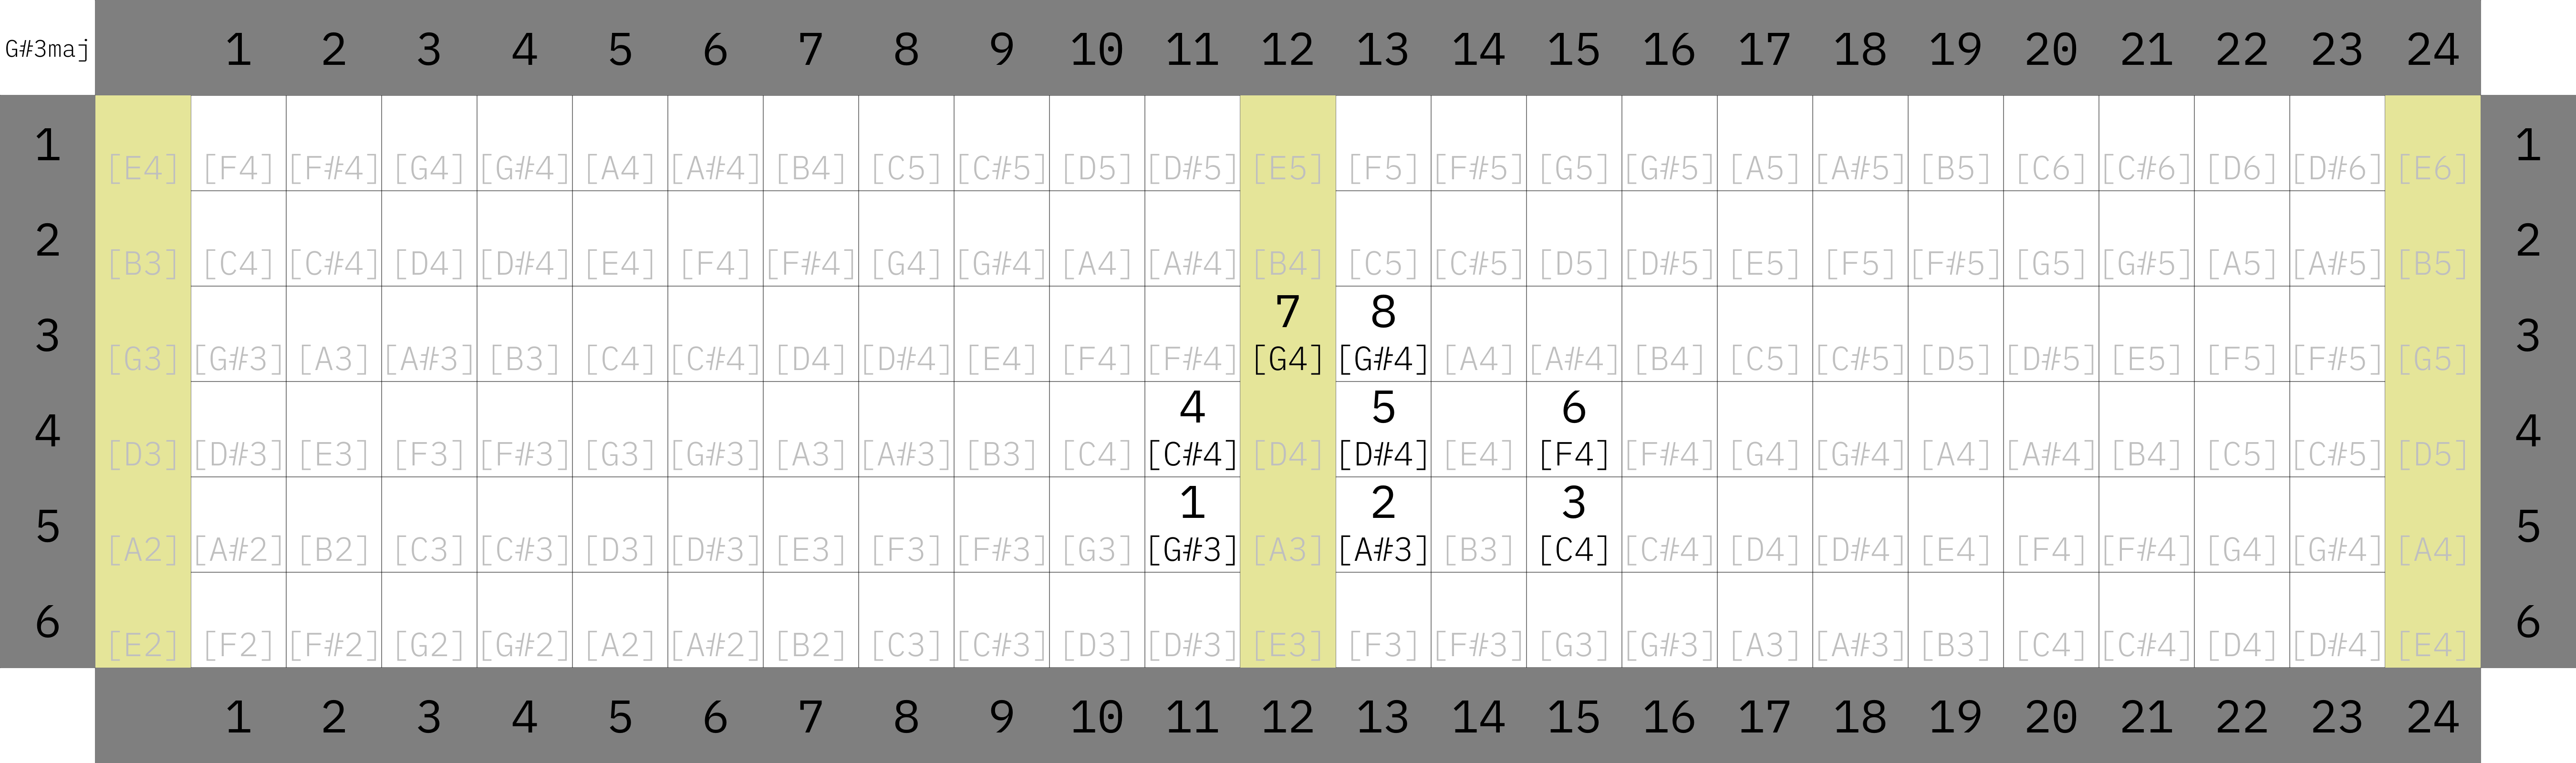 G#3maj 1 2 3 4 5 6 7 8 9 10 11 12 13 14 15 16 17 18 19 20 21 22 23 24
1 [E4] [F4] [F#4] [G4] [G#4] [A4] [A#4] [B4] [C5] [C#5] [D5] [D#5] [E5] [F5] [F#5] [G5] [G#5] [A5] [A#5] [B5] [C6] [C#6] [D6] [D#6] [E6] 1
2 [B3] [C4] [C#4] [D4] [D#4] [E4] [F4] [F#4] [G4] [G#4] [A4] [A#4] [B4] [C5] [C#5] [D5] [D#5] [E5] [F5] [F#5] [G5] [G#5] [A5] [A#5] [B5] 2
7 8
3 [G3] [G#3] [A3] [A#3] [B3] [C4] [C#4] [D4] [D#4] [E4] [F4] [F#4] [G4] [G#4] [A4] [A#4] [B4] [C5] [C#5] [D5] [D#5] [E5] [F5] [F#5] [G5] 3
4 5 6
4 [D3] [D#3] [E3] [F3] [F#3] [G3] [G#3] [A3] [A#3] [B3] [C4] [C#4] [D4] [D#4] [E4] [F4] [F#4] [G4] [G#4] [A4] [A#4] [B4] [C5] [C#5] [D5] 4
1 2 3
5 [A2] [A#2] [B2] [C3] [C#3] [D3] [D#3] [E3] [F3] [F#3] [G3] [G#3] [A3] [A#3] [B3] [C4] [C#4] [D4] [D#4] [E4] [F4] [F#4] [G4] [G#4] [A4] 5
6 [E2] [F2] [F#2] [G2] [G#2] [A2] [A#2] [B2] [C3] [C#3] [D3] [D#3] [E3] [F3] [F#3] [G3] [G#3] [A3] [A#3] [B3] [C4] [C#4] [D4] [D#4] [E4] 6
1 2 3 4 5 6 7 8 9 10 11 12 13 14 15 16 17 18 19 20 21 22 23 24